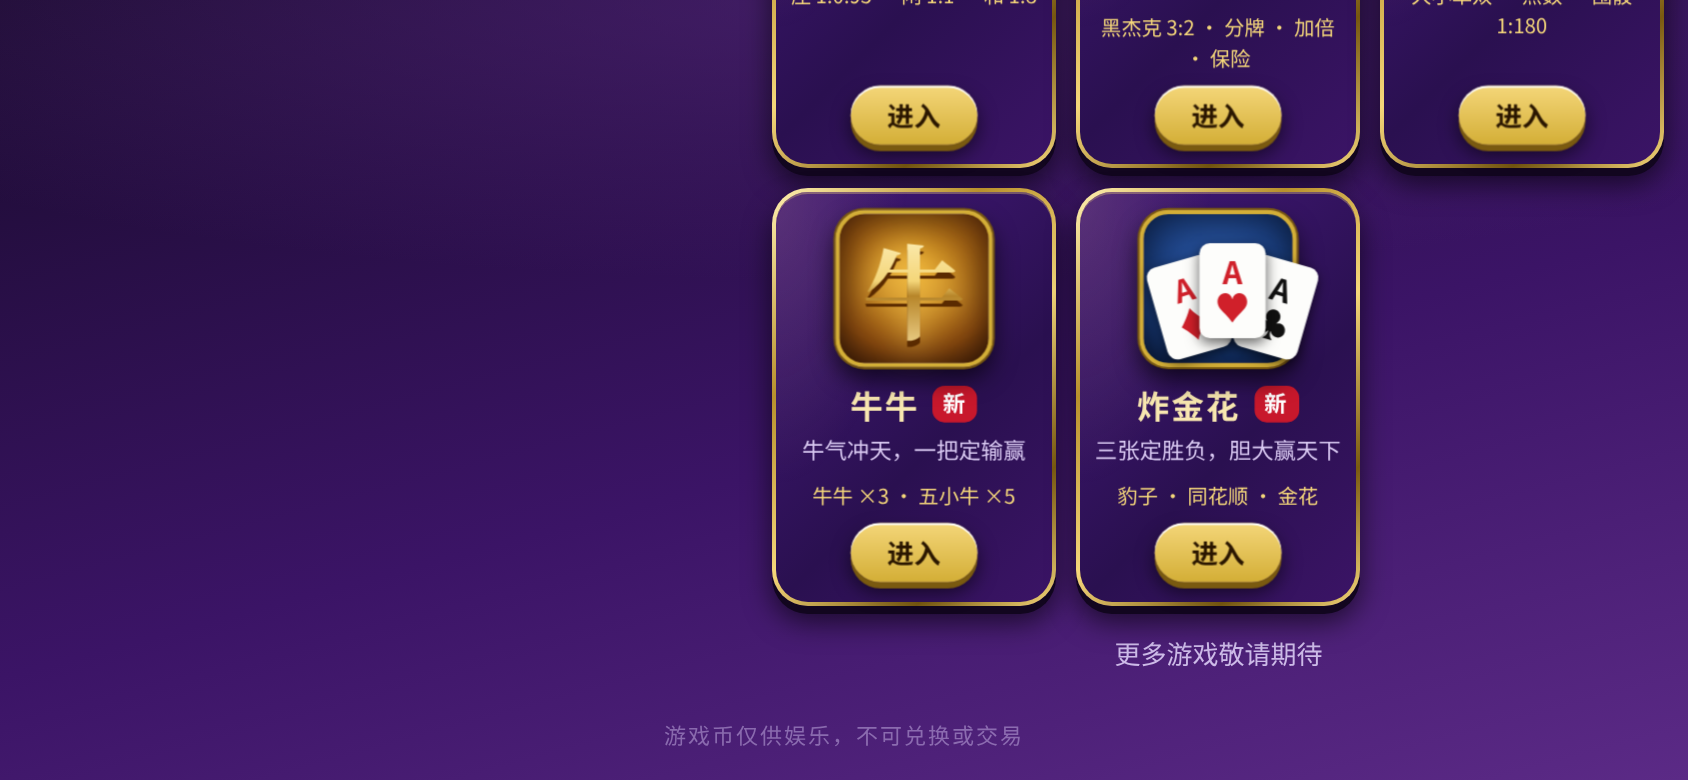 黑杰克 3:2 · 分牌 · 加倍
· 保险
1:180
进入
进入
进入
牛
A
A
A
牛牛 新
炸金花 新
牛气冲天，一把定输赢
三张定胜负，胆大赢天下
牛牛 ×3 · 五小牛 ×5
豹子 · 同花顺 · 金花
进入
进入
更多游戏敬请期待
游戏币仅供娱乐，不可兑换或交易